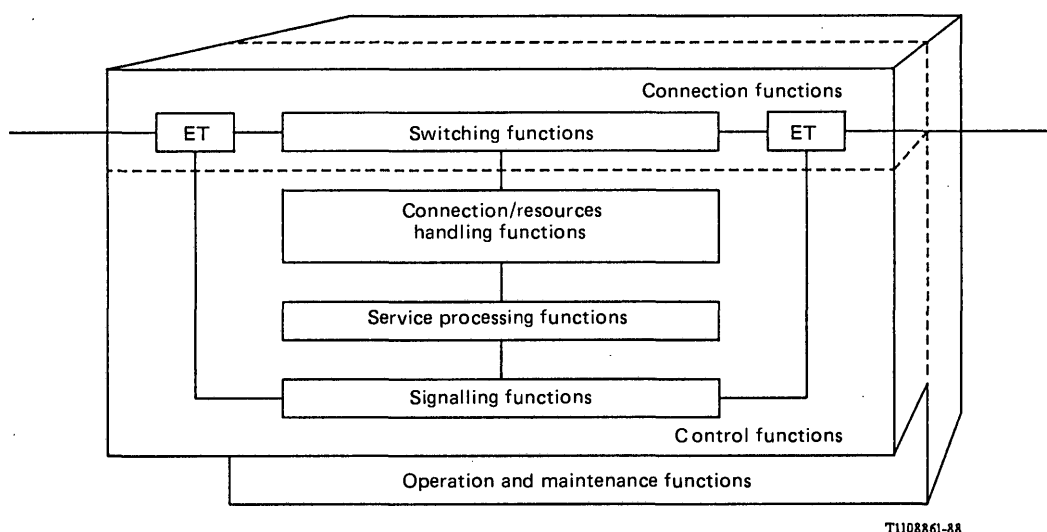 Connection functions
ET
Switching functions
ET
Connection/resources
handling functions
Service processing functions
Signalling functions
Control functions
Operation and maintenance functions
T1108861-88